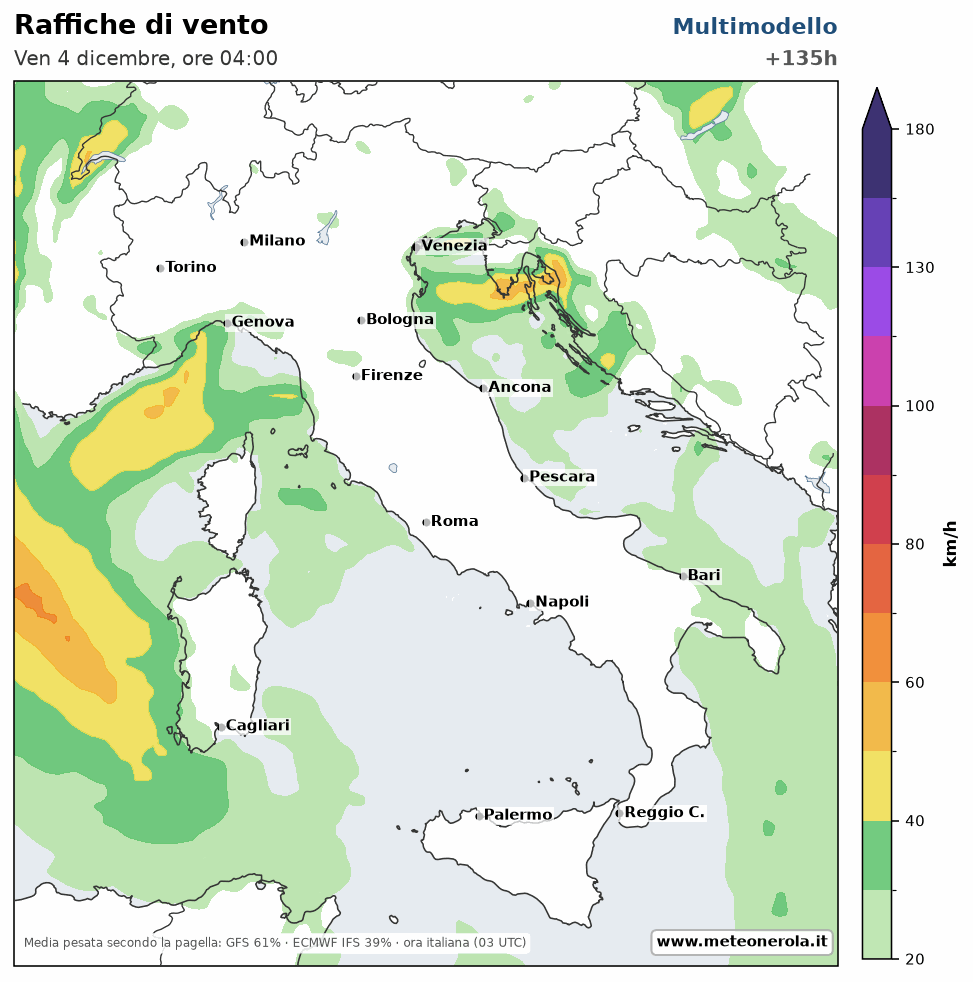 Raffiche di vento
Multimodello
Ven 4 dicembre, ore 04:00
+135h
180
130
100
80
60
40
20
km/h
Milano
Venezia
Torino
Genova
Bologna
Firenze
Ancona
Pescara
Roma
Bari
Napoli
Cagliari
Palermo
Reggio C.
Media pesata secondo la pagella: GFS 61% · ECMWF IFS 39% · ora italiana (03 UTC)
www.meteonerola.it